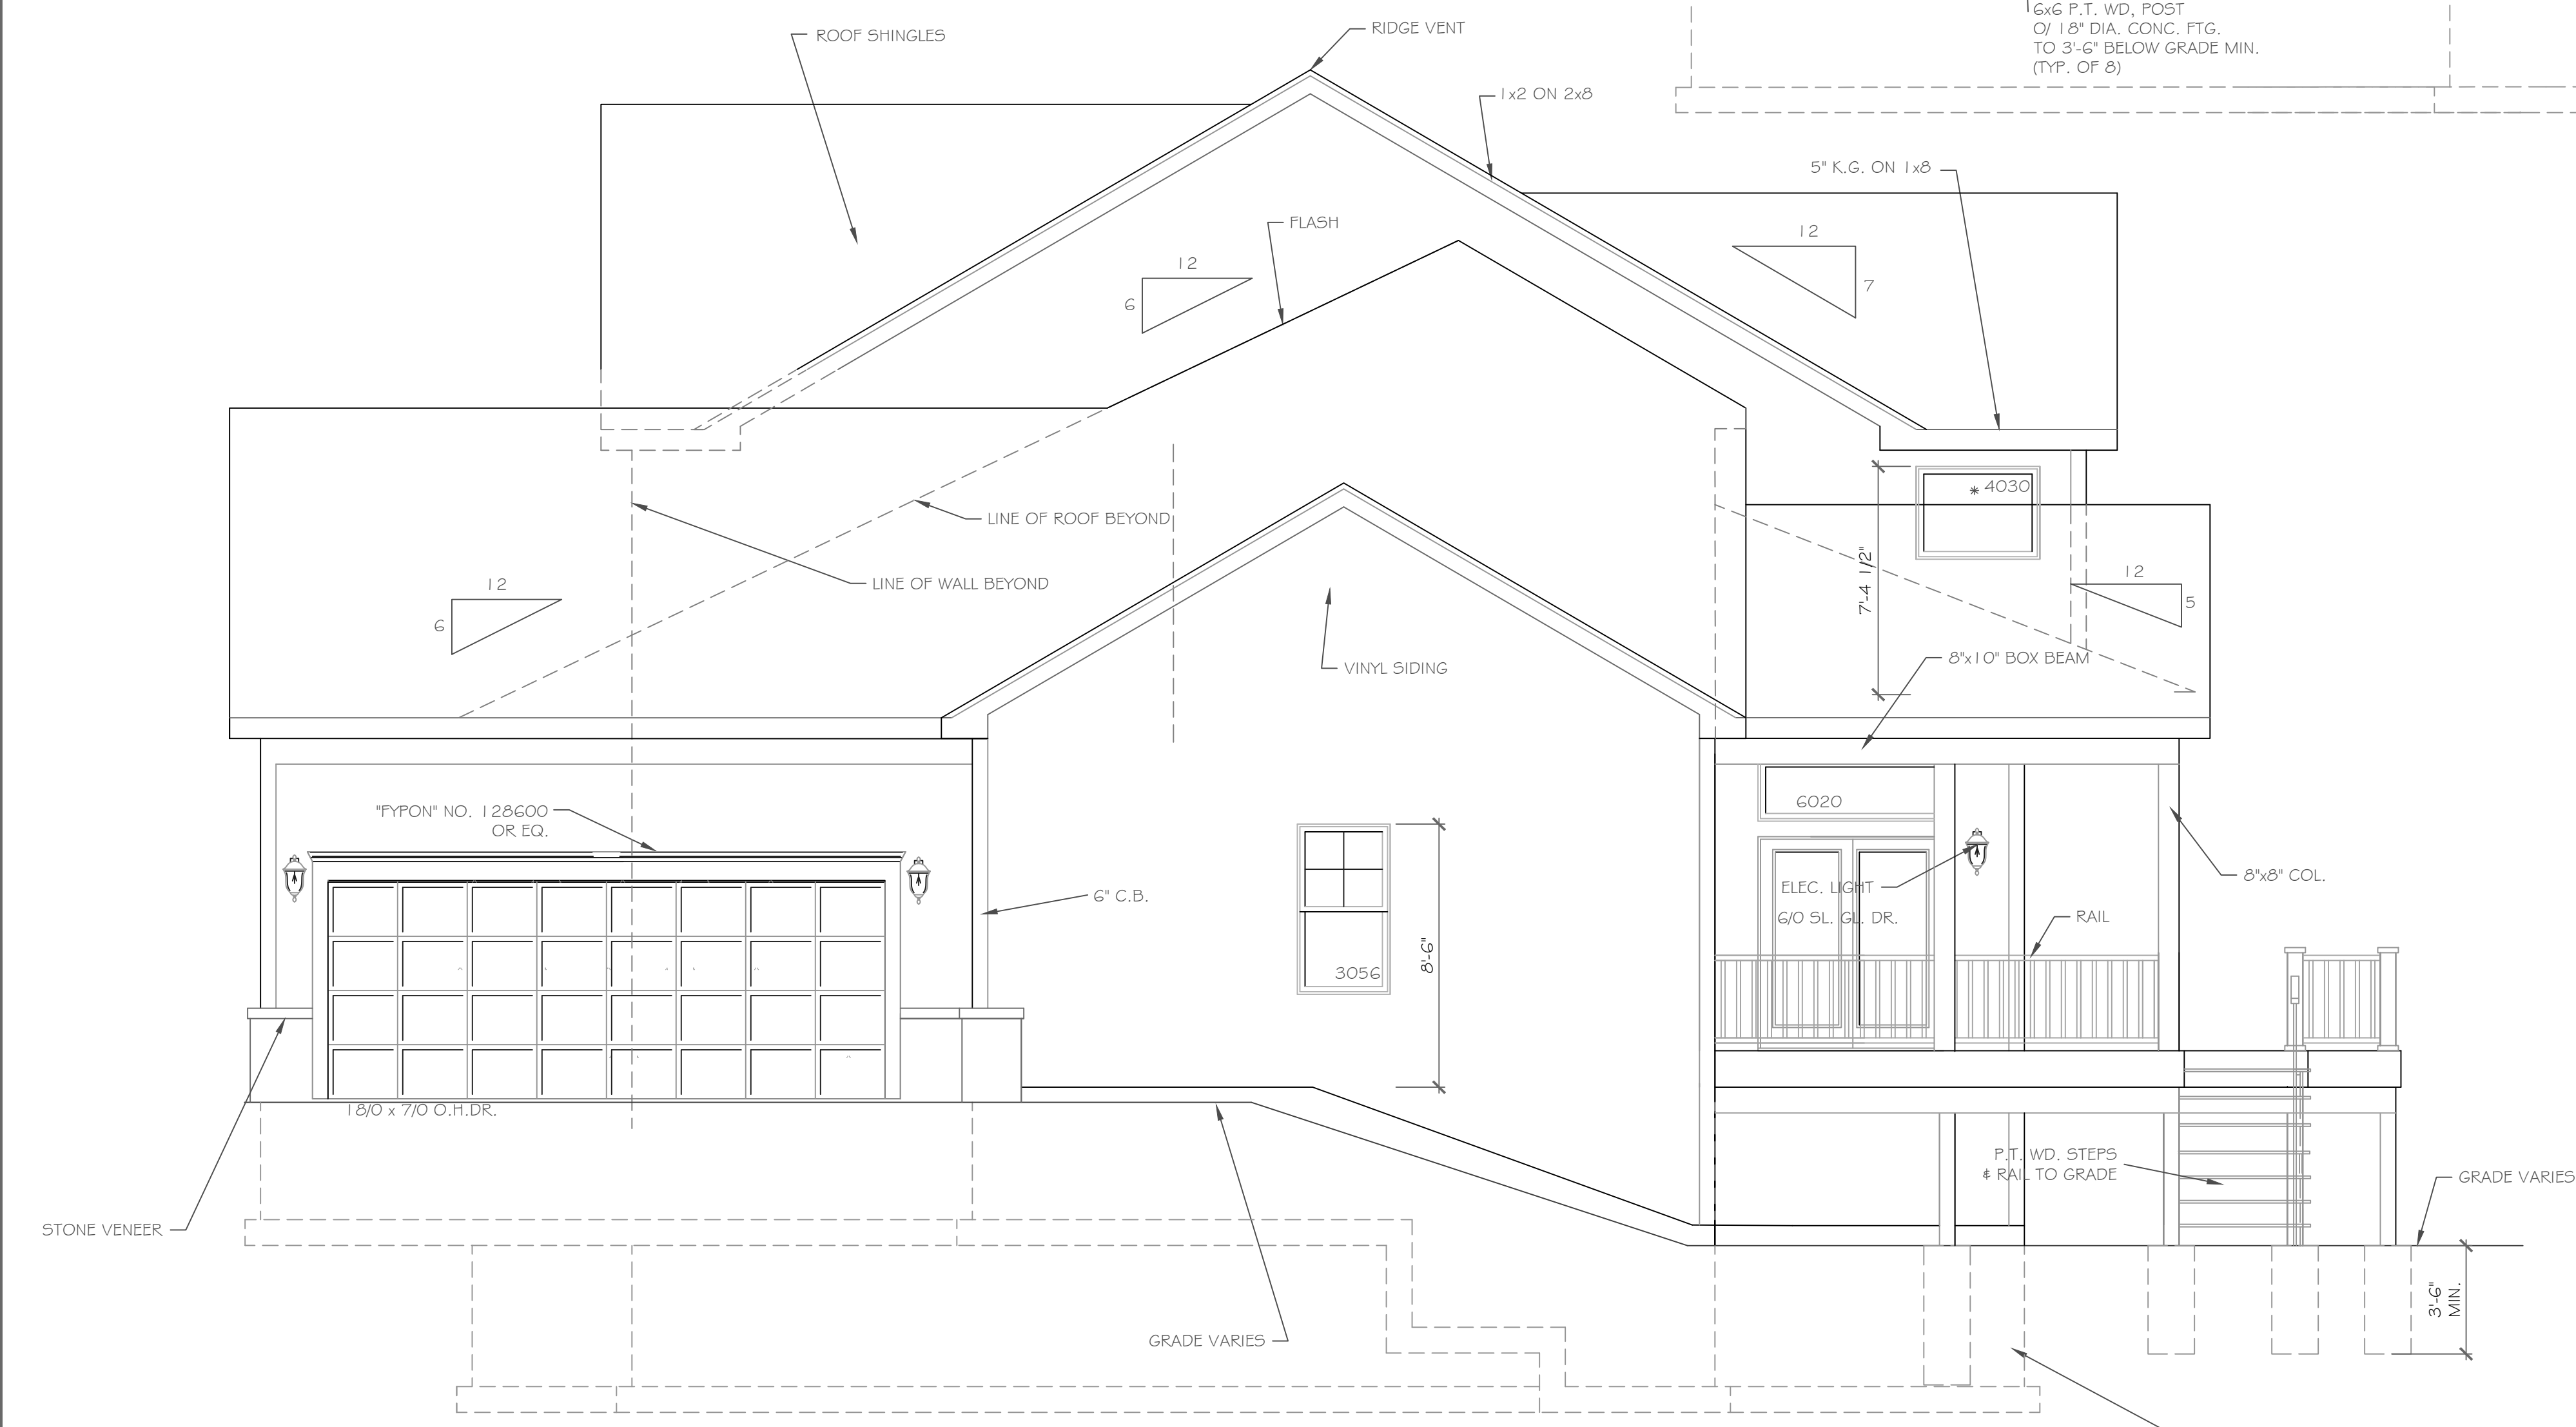 6x6 P.T. WD, POST
O/ 18" DIA. CONC. FTG.
TO 3'-6" BELOW GRADE MIN.
(TYP. OF 8)
ROOF SHINGLES
RIDGE VENT
1x2 ON 2x8
5" K.G. ON 1x8
FLASH
12
6
12
7
* 4030
LINE OF ROOF BEYOND
LINE OF WALL BEYOND
12
6
7'-4 1/2"
12
5
VINYL SIDING
8"x10" BOX BEAM
"FYPON" NO. 128600
OR EQ.
6020
6" C.B.
ELEC. LIGHT
6/0 SL. GL. DR.
8"x8" COL.
RAIL
8'-6"
3056
18/0 x 7/0 O.H.DR.
P.T. WD. STEPS
& RAIL TO GRADE
GRADE VARIES
STONE VENEER
GRADE VARIES
3'-6"
MIN.